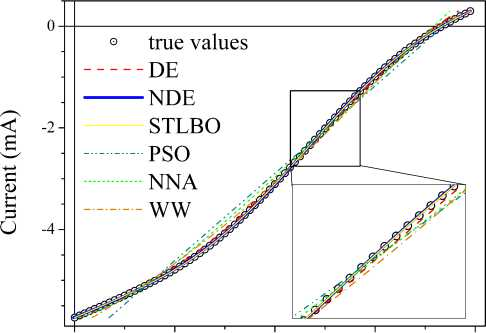 0
true values
DE
NDE
-2
STLBO
PSO
NNA
WW
-4
Current (mA)